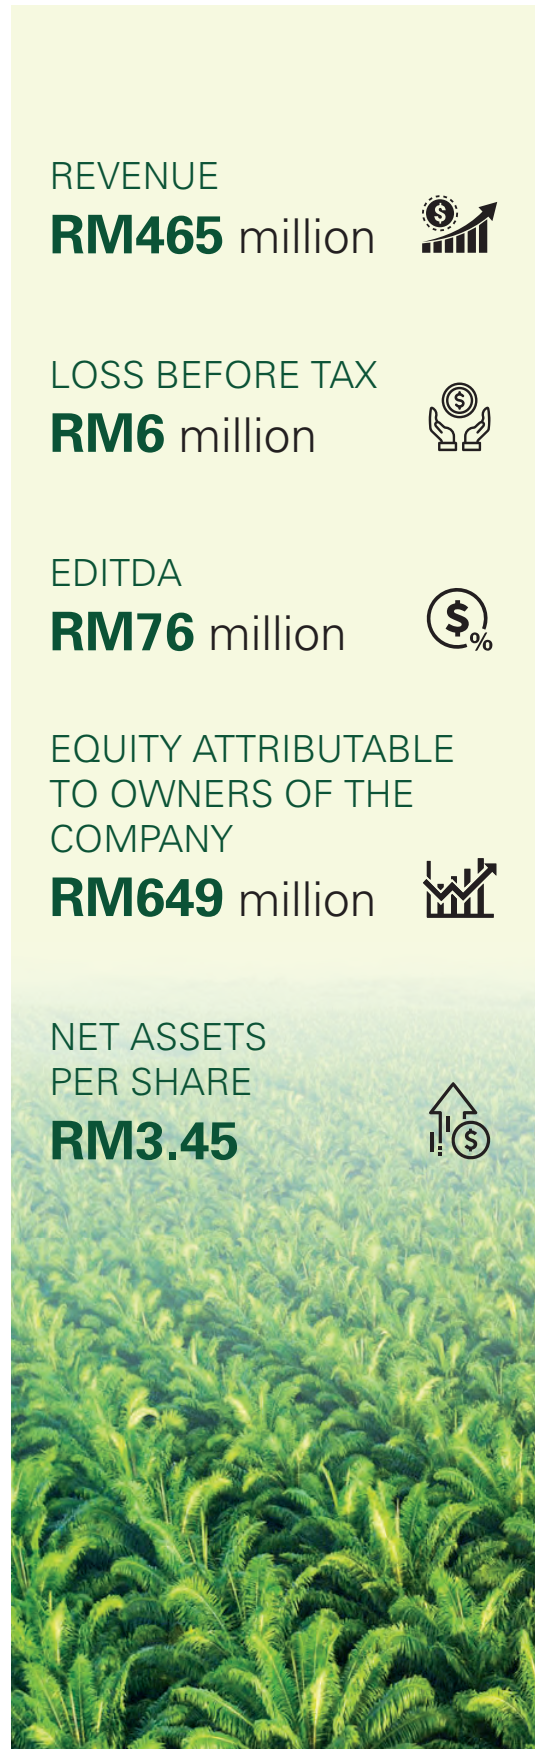 REVENUE
RM465 million
LOSS BEFORE TAX
RM6 million
EDITDA
RM76 million
EQUITY ATTRIBUTABLE
TO OWNERS OF THE
COMPANY
RM649 million
NET ASSETS
PER SHARE
RM3.45